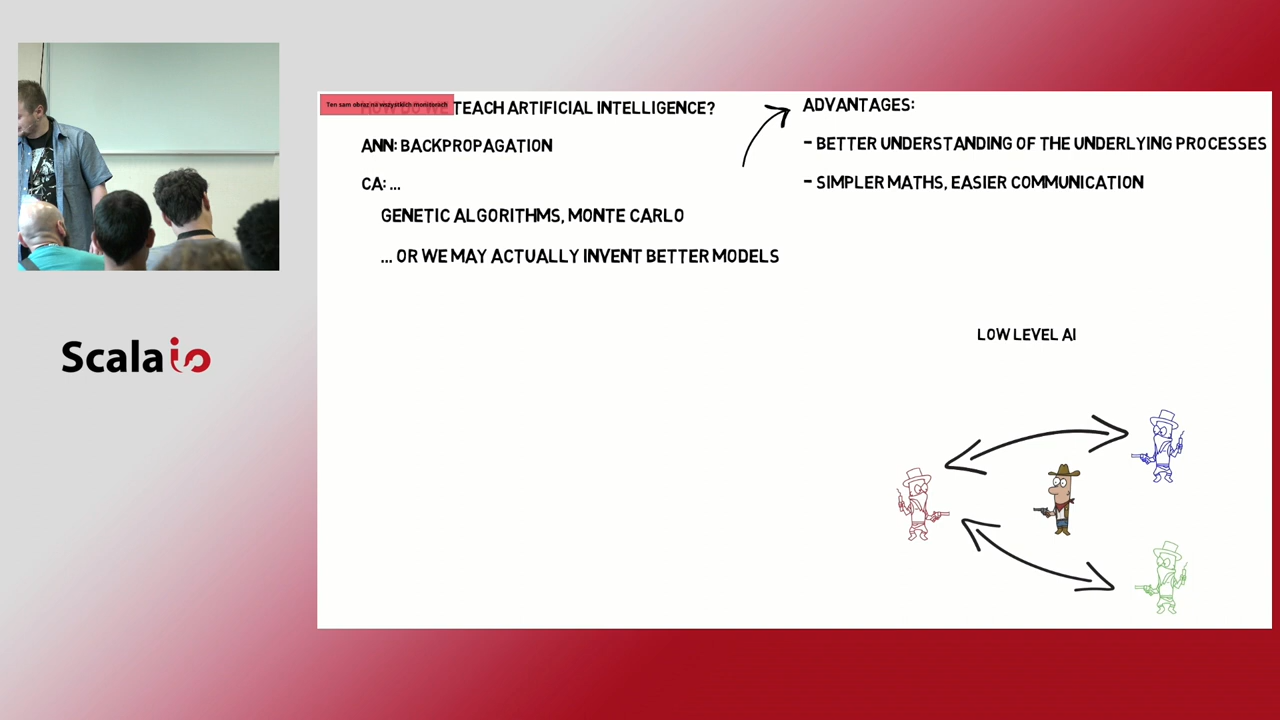 Scala io
Ten sam obraz na wszystkich monitorach
TEACH ARTIFICIAL INTELLIGENCE?
ANN: BACKPROPAGATION
CA: ...
GENETIC ALGORITHMS, MONTE CARLO
... OR WE MAY ACTUALLY INVENT BETTER MODELS
ADVANTAGES:
- BETTER UNDERSTANDING OF THE UNDERLYING PROCESSES
- SIMPLER MATHS, EASIER COMMUNICATION
LOW LEVEL AI